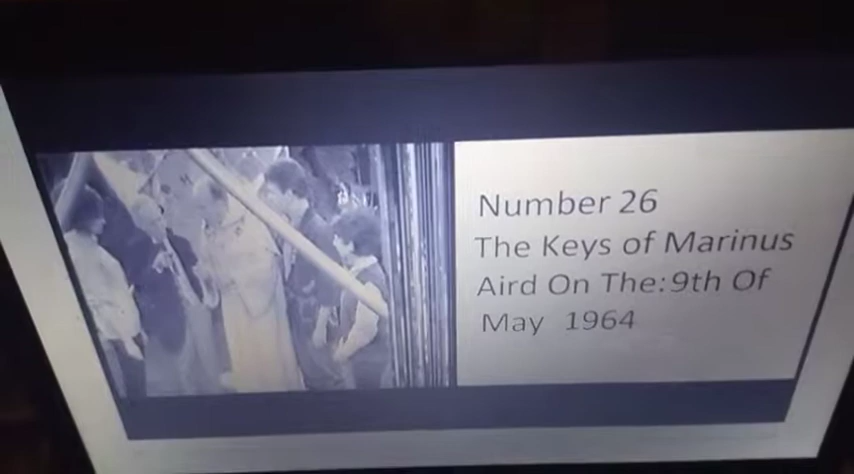 Number 26
The Keys of Marinus
Aird On The: 9th Of
May 1964